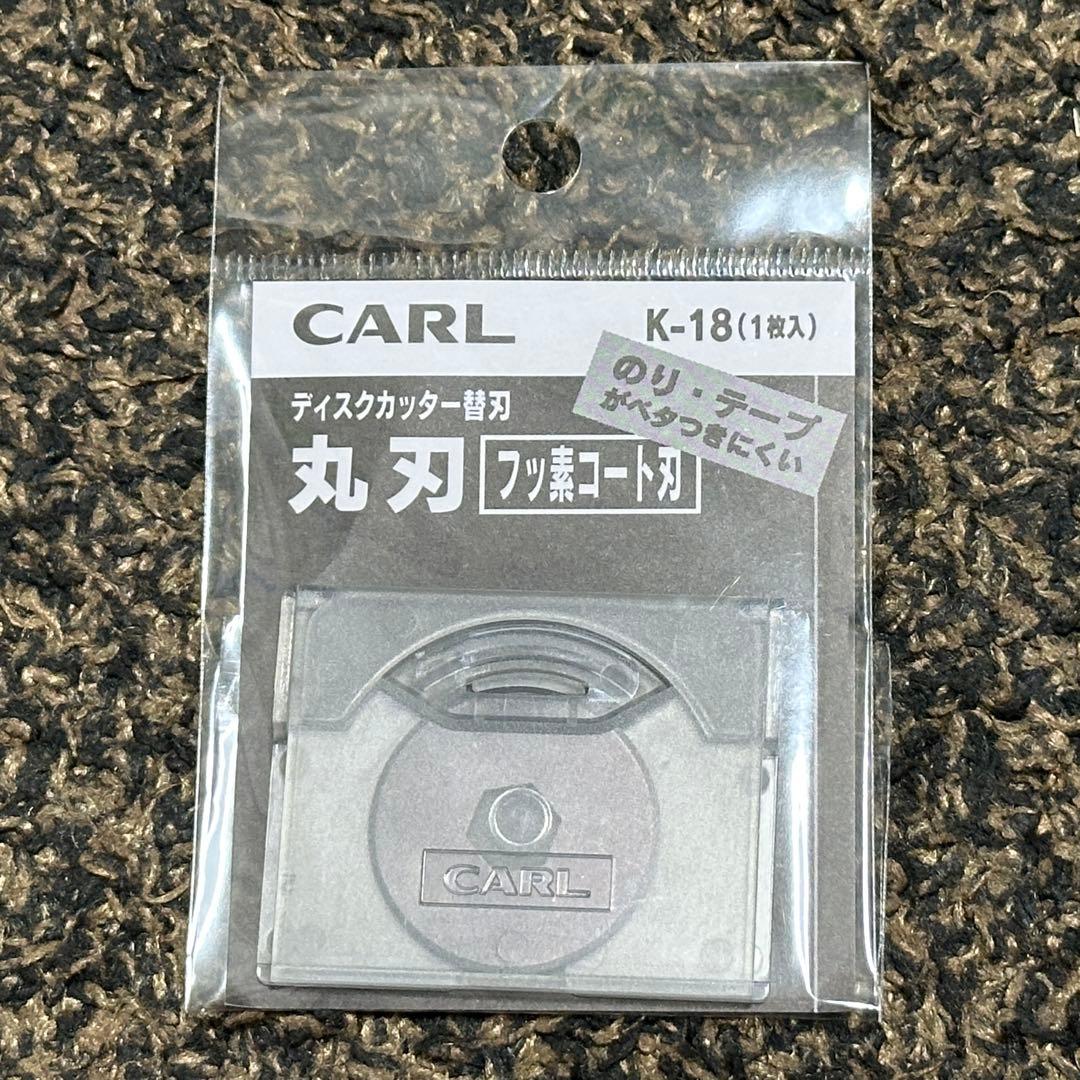 CARL
K-18(1枚入)
のり・テープ
がベタつきにくい
ディスクカッター替刃
丸刃 フッ素コート刃
CARL